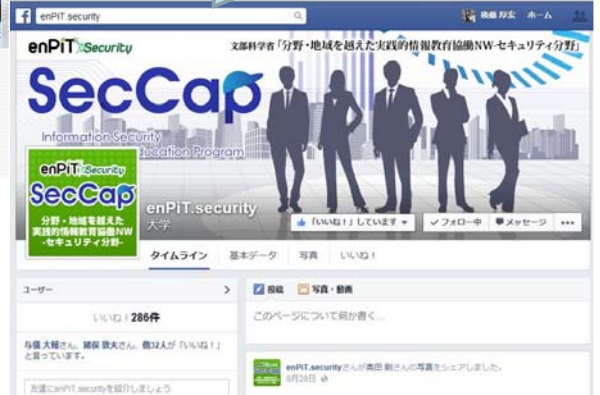 enPiT.security
後藤 厚宏 ホーム
enPiT Security
文部科学省「分野・地域を越えた実践的情報教育協働NW-セキュリティ分野」
SecCap
Information Security
Education Program
enPiT Security
SecCap
分野・地域を越えた
実践的情報教育協働NW
-セキュリティ分野-
enPiT.security
大学
「いいね！」しています
フォロー中
メッセージ
タイムライン 基本データ 写真 いいね！
ユーザー
いいね！286件
与儀 大輔さん、猪俣 敦夫さん、他32人が「いいね！」
と言っています。
友達にenPiT.securityを紹介しましょう
投稿 写真・動画
このページについて何か書く...
enPiT.securityさんが奥田 剛さんの写真をシェアしました。
8月28日